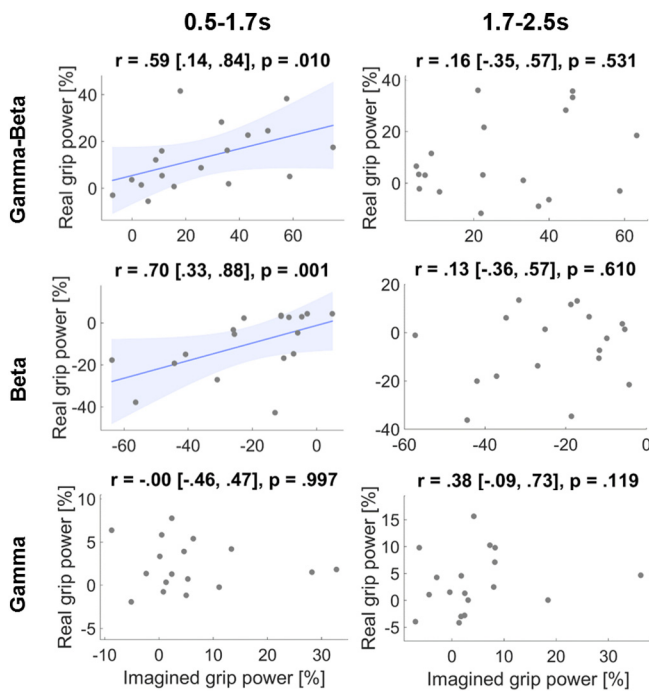 0.5-1.7s
1.7-2.5s
Gamma-Beta
r = .59 [.14, .84], p = .010
Real grip power [%]
40
20
0
0
20
40
60
r = .16 [-.35, .57], p = .531
Real grip power [%]
40
20
0
20
40
60
Beta
r = .70 [.33, .88], p = .001
Real grip power [%]
0
-20
-40
-60
-40
-20
0
r = .13 [-.36, .57], p = .610
Real grip power [%]
20
0
-20
-40
-60
-40
-20
0
Gamma
r = -.00 [-.46, .47], p = .997
Real grip power [%]
10
5
0
-5
-10
0
10
20
30
Imagined grip power [%]
r = .38 [-.09, .73], p = .119
Real grip power [%]
15
10
5
0
-5
0
10
20
30
Imagined grip power [%]